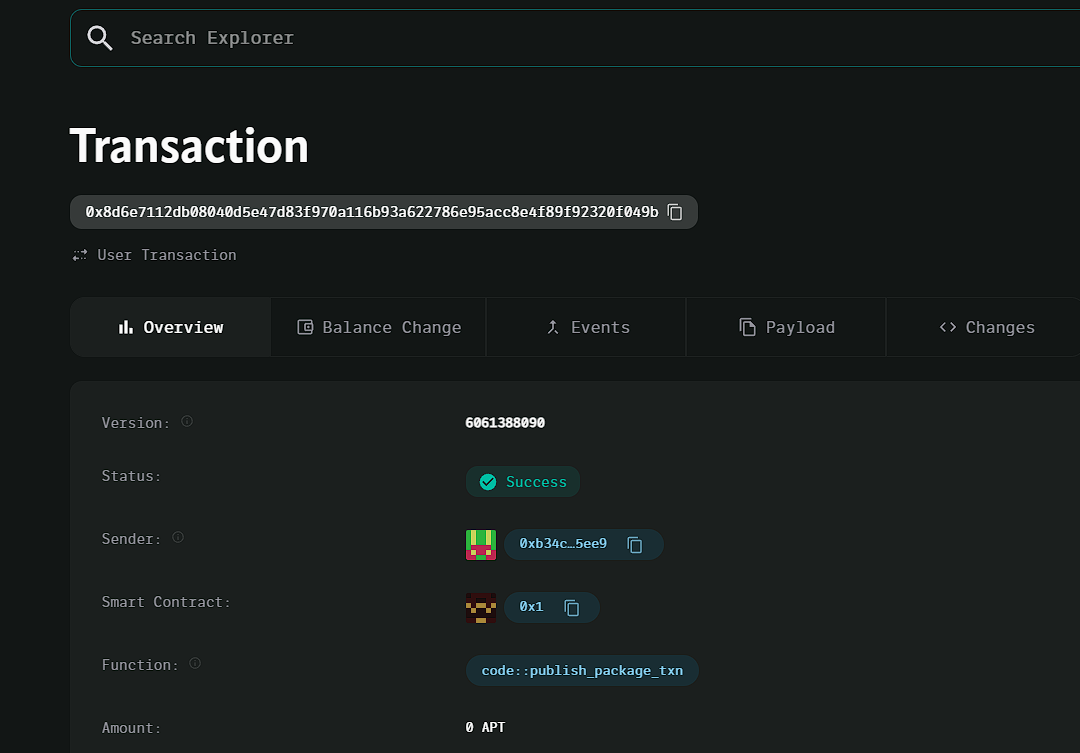 Search Explorer
Transaction
0x8d6e7112db08040d5e47d83f970a116b93a622786e95acc8e4f89f92320f049b
User Transaction
Overview Balance Change Events Payload Changes
Version: 6061388090
Status: Success
Sender: 0xb34c…5ee9
Smart Contract: 0x1
Function: code::publish_package_txn
Amount: 0 APT